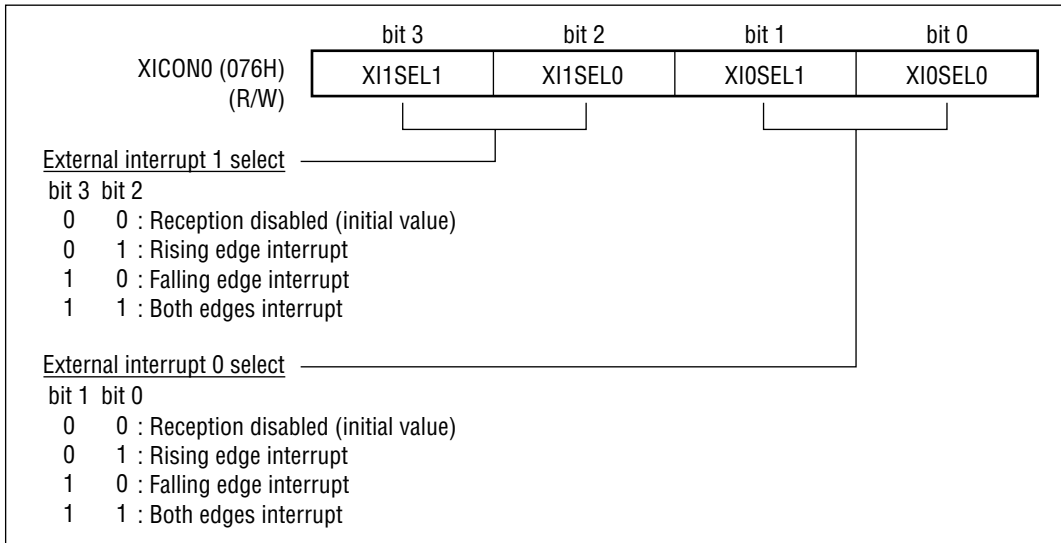 bit 3 bit 2 bit 1 bit 0
XICON0 (076H) XI1SEL1 XI1SEL0 XI0SEL1 XI0SEL0
(R/W)
External interrupt 1 select
bit 3 bit 2
0 0 : Reception disabled (initial value)
0 1 : Rising edge interrupt
1 0 : Falling edge interrupt
1 1 : Both edges interrupt
External interrupt 0 select
bit 1 bit 0
0 0 : Reception disabled (initial value)
0 1 : Rising edge interrupt
1 0 : Falling edge interrupt
1 1 : Both edges interrupt